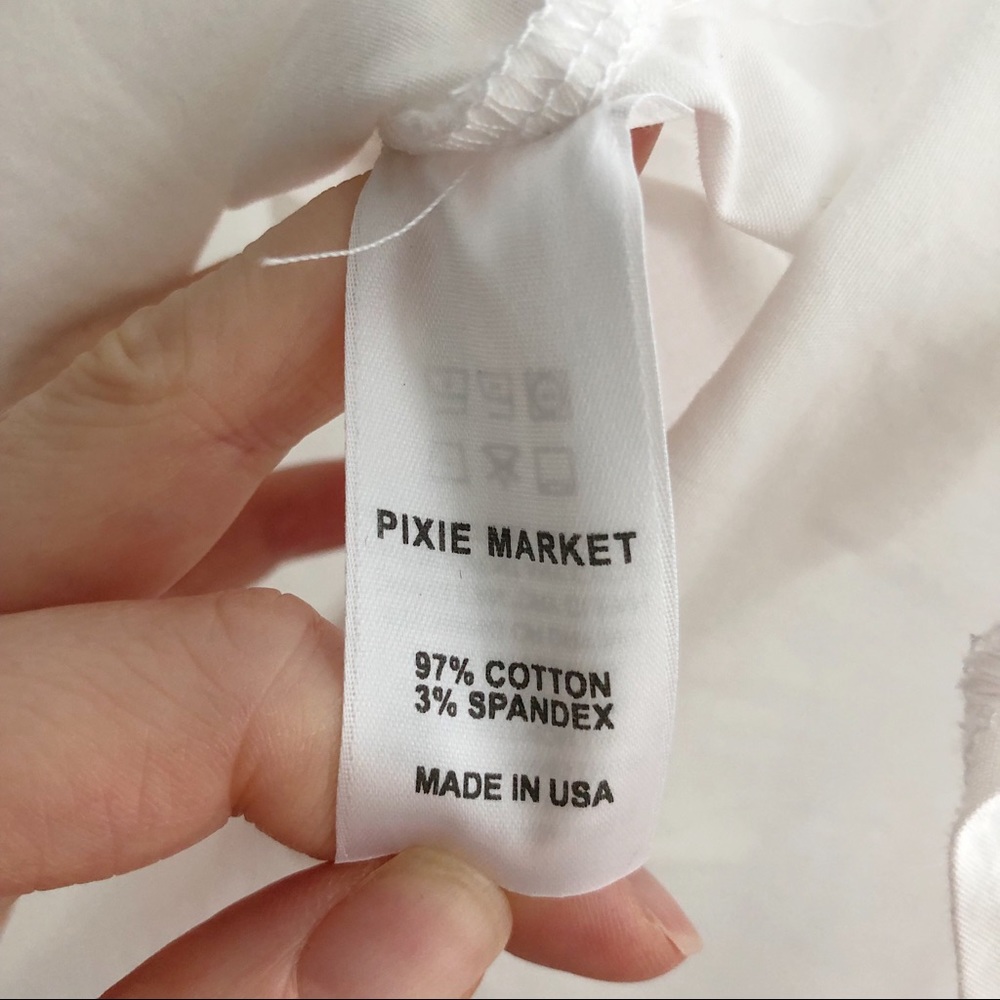 PIXIE MARKET
97% COTTON
3% SPANDEX
MADE IN USA